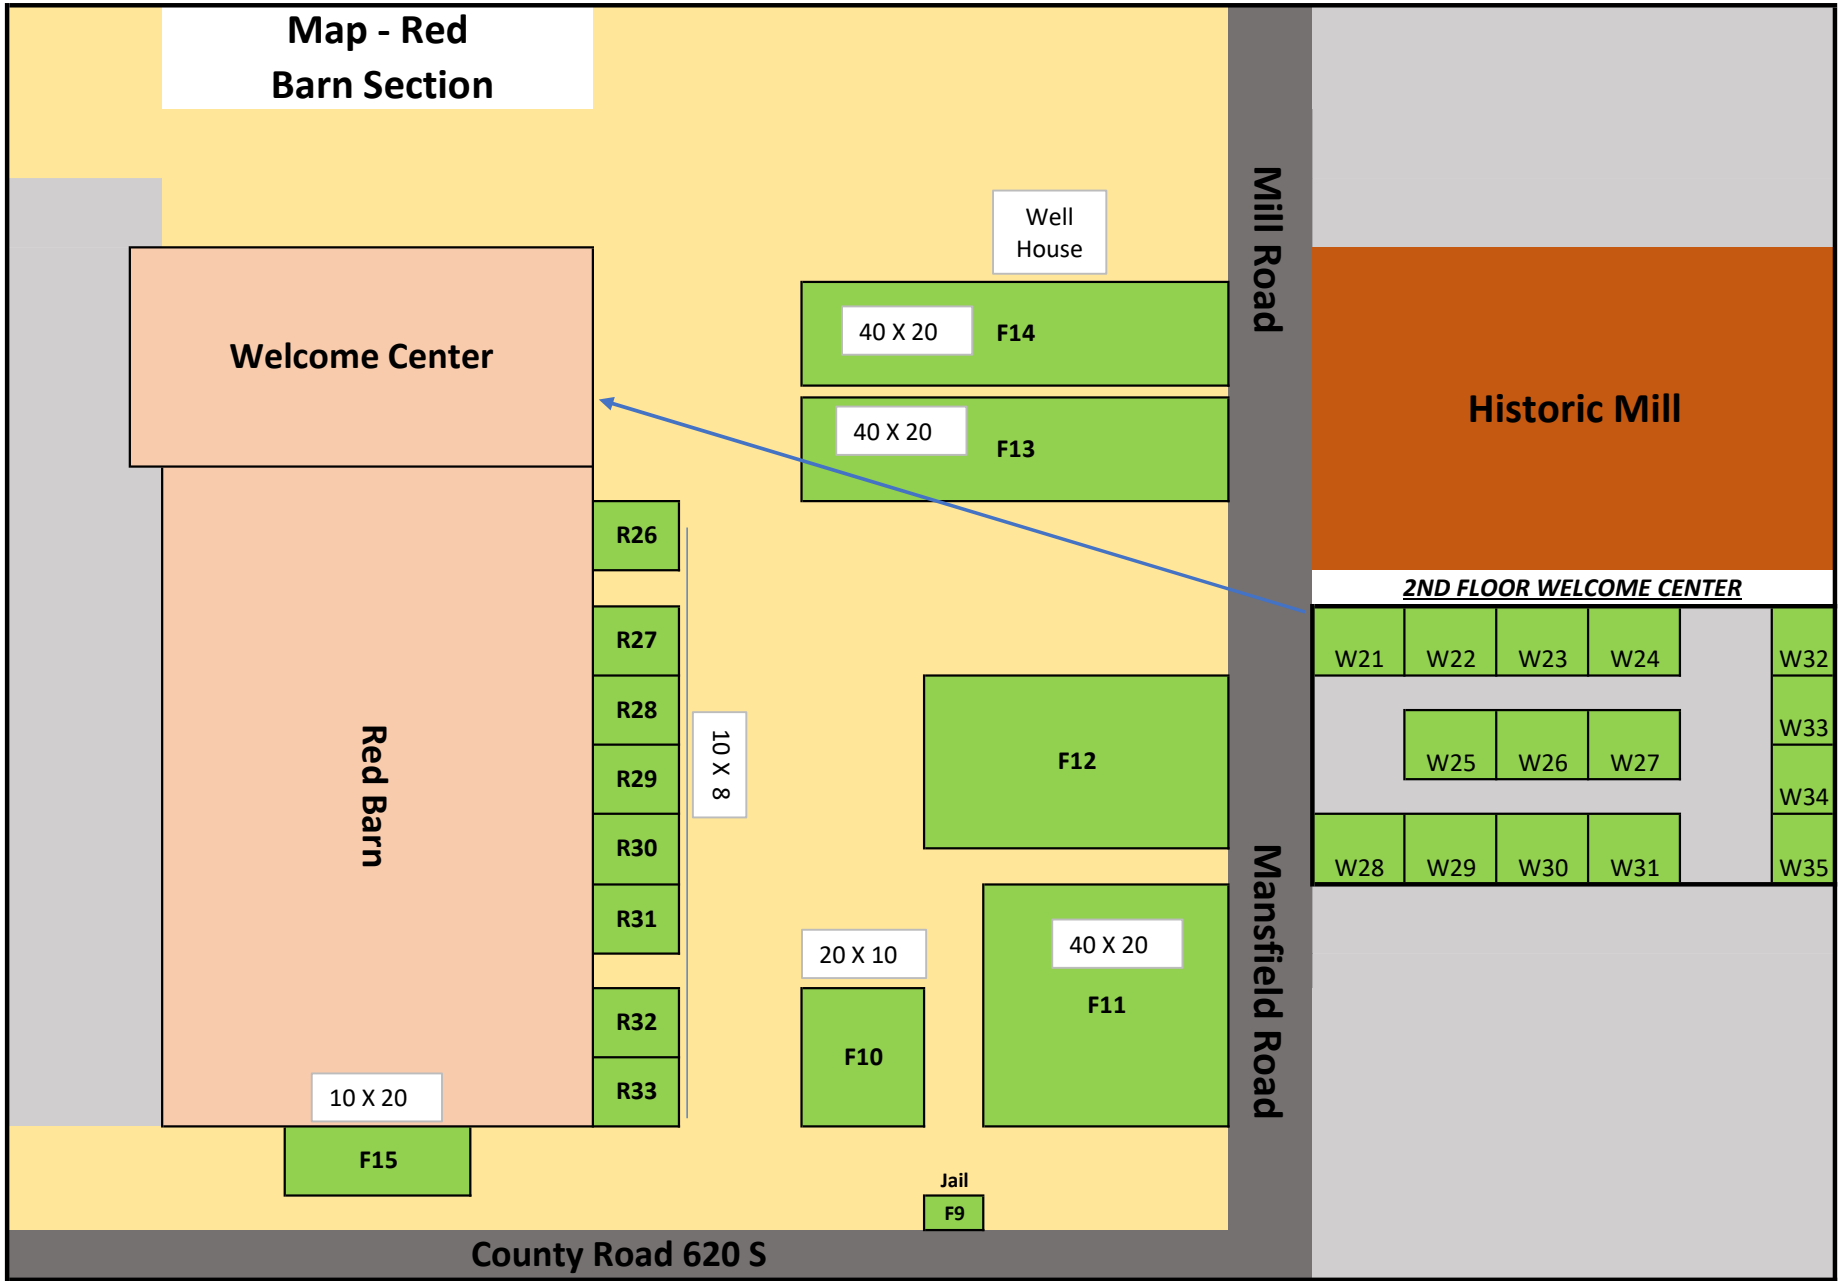 Map - Red
Barn Section
Mill Road
Well
House
40 X 20
F14
Welcome Center
Historic Mill
40 X 20
F13
R26
2ND FLOOR WELCOME CENTER
R27
W21 W22 W23 W24 W32
R28
W33
10 X 8
Red Barn
F12
R29
W25 W26 W27
W34
R30
W28 W29 W30 W31 W35
Mansfield Road
R31
20 X 10
40 X 20
F11
R32
F10
R33
10 X 20
F15
Jail
F9
County Road 620 S